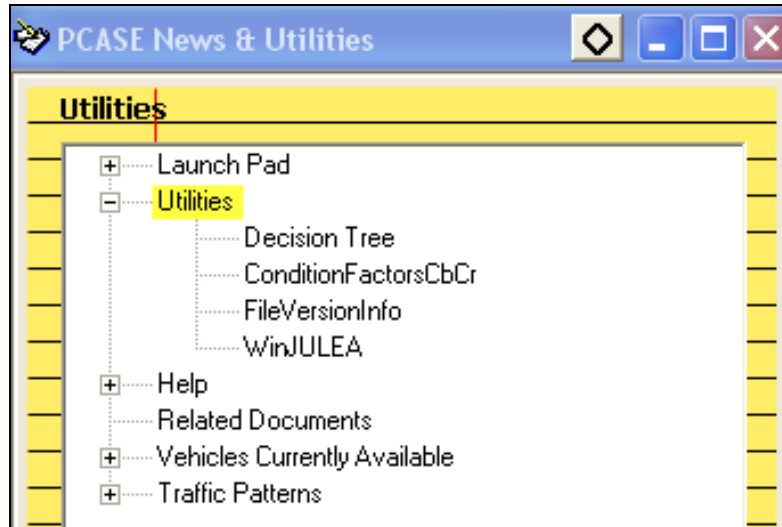 PCASE News & Utilities
Utilities
Launch Pad
Utilities
Decision Tree
ConditionFactorsCbCr
FileVersionInfo
WinJULEA
Help
Related Documents
Vehicles Currently Available
Traffic Patterns